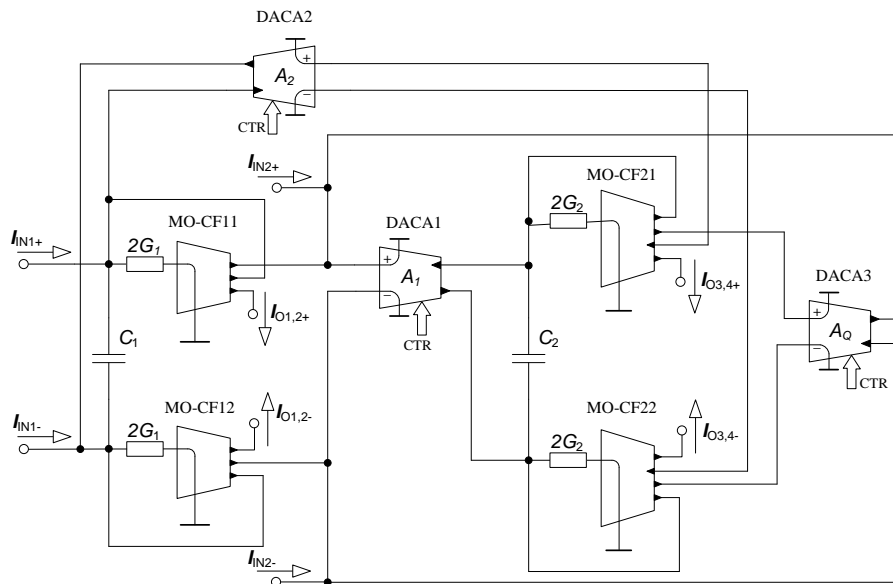 DACA2
+
A2
−
CTR
IIN2+
MO-CF21
MO-CF11
2G2
DACA1
IIN1+
2G1
+
A1
−
IO3,4+
DACA3
IO1,2+
CTR
+
AQ
−
C1
C2
CTR
MO-CF12
IO1,2-
MO-CF22
IIN1-
2G1
2G2
IO3,4-
IIN2-